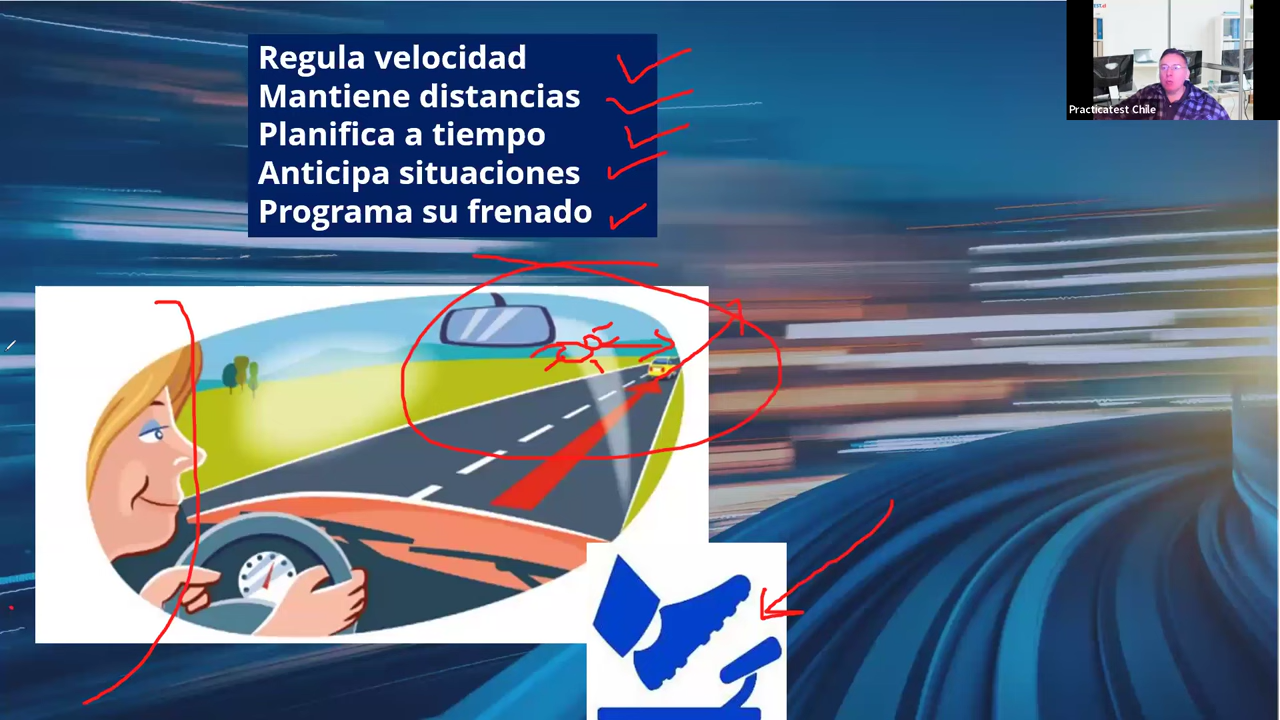 Regula velocidad
Mantiene distancias
Planifica a tiempo
Anticipa situaciones
Programa su frenado
Practicatest Chile